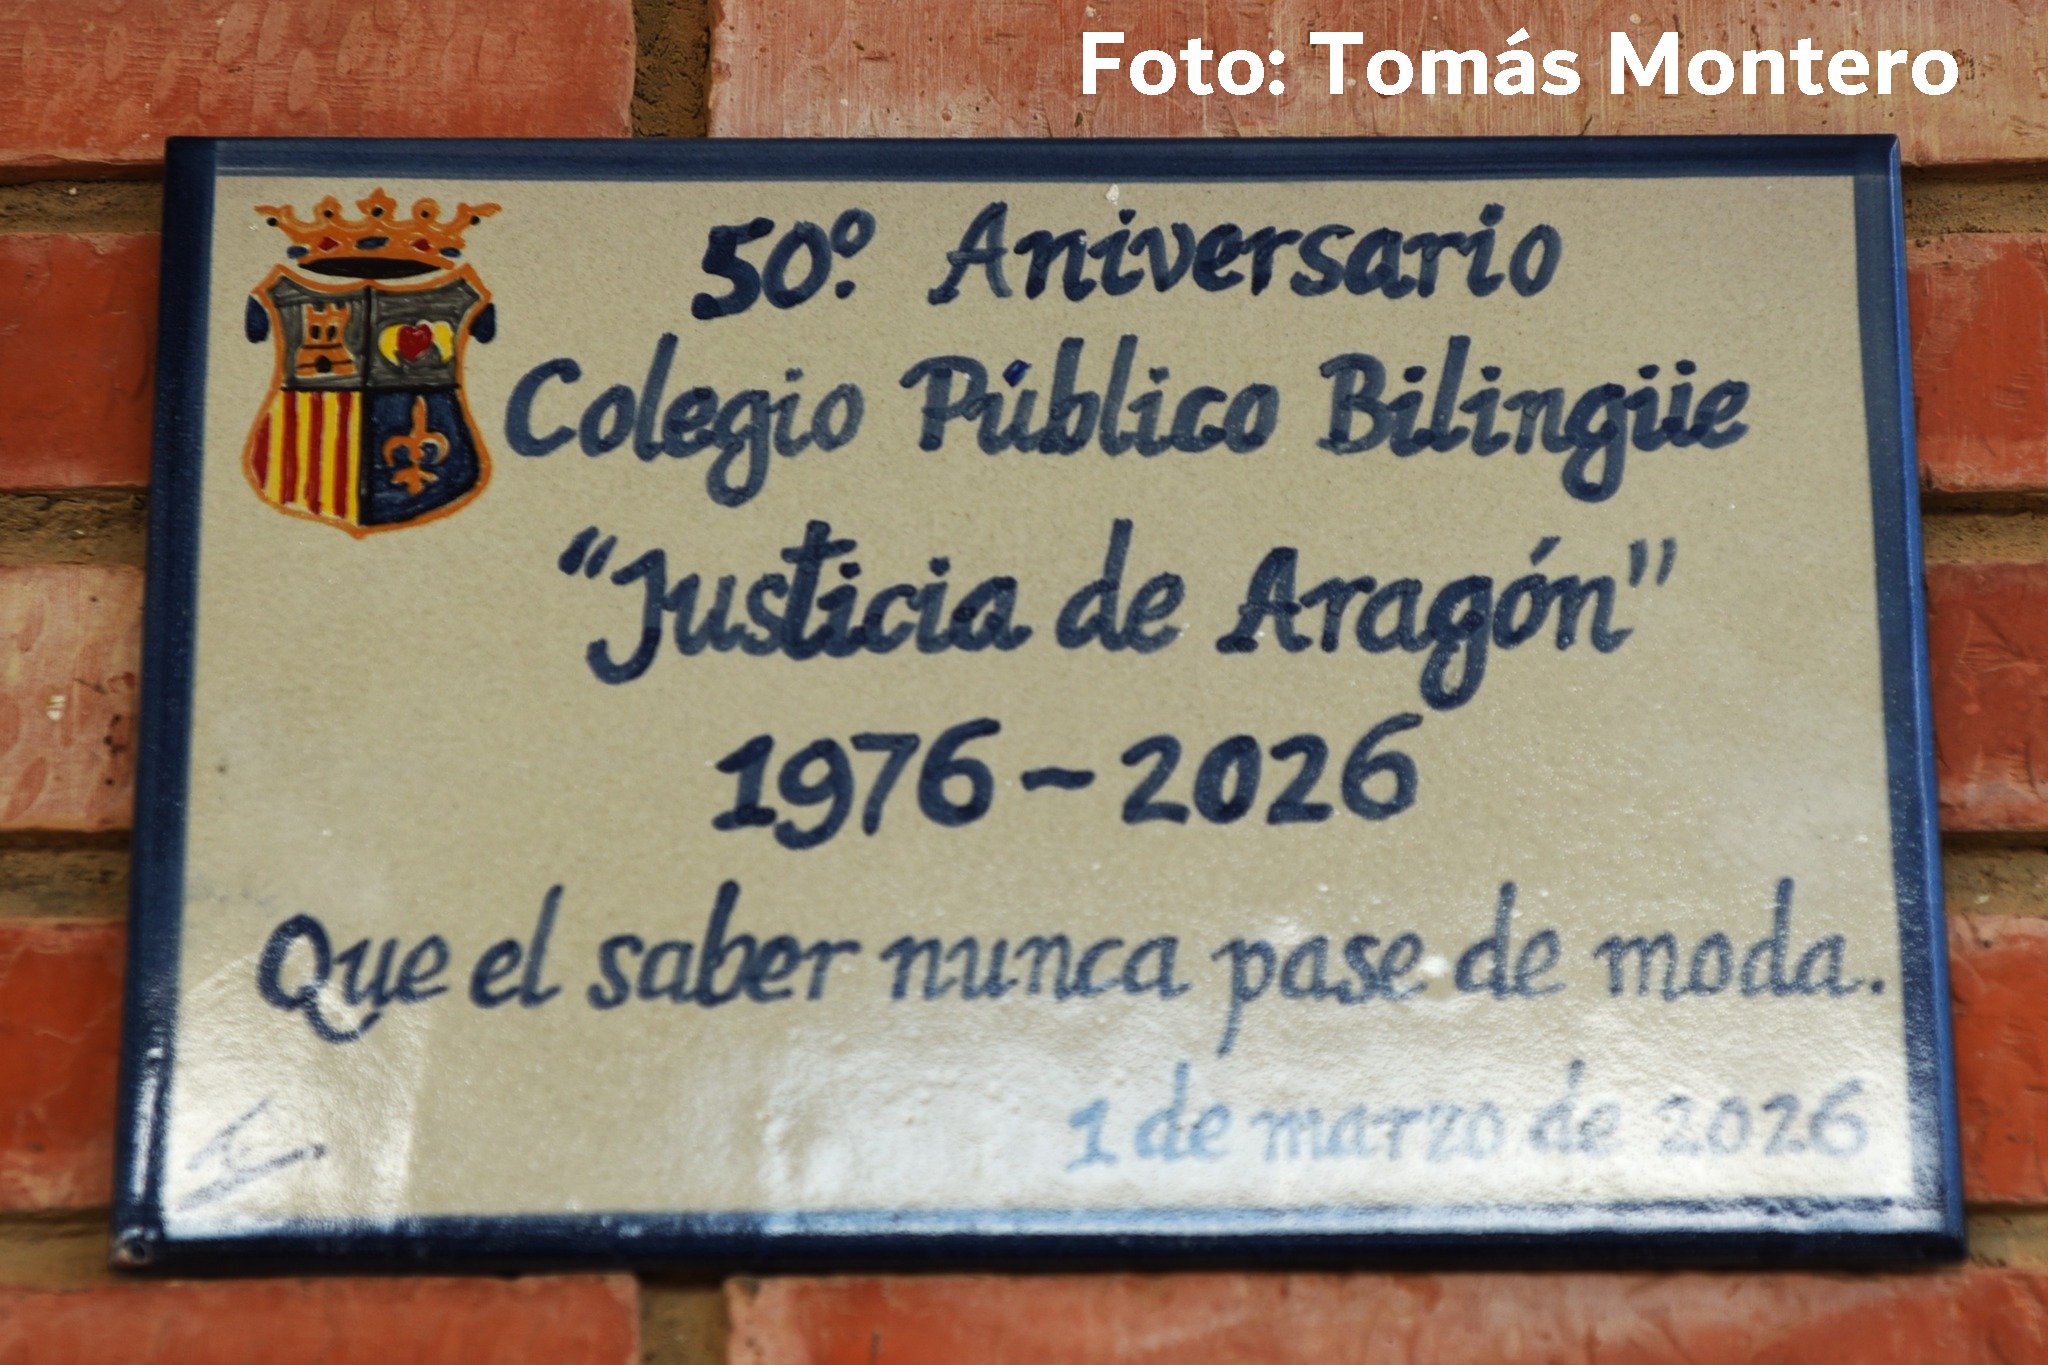 Foto: Tomás Montero
50º. Aniversario
Colegio Público Bilingüe
"Justicia de Aragón"
1976-2026
Que el saber nunca pase de moda.
1 de marzo de 2026